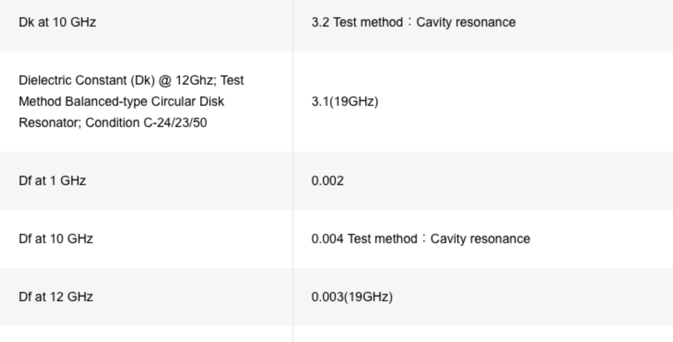 Dk at 10 GHz
3.2 Test method：Cavity resonance
Dielectric Constant (Dk) @ 12Ghz; Test
Method Balanced-type Circular Disk
Resonator; Condition C-24/23/50
3.1(19GHz)
Df at 1 GHz
0.002
Df at 10 GHz
0.004 Test method：Cavity resonance
Df at 12 GHz
0.003(19GHz)